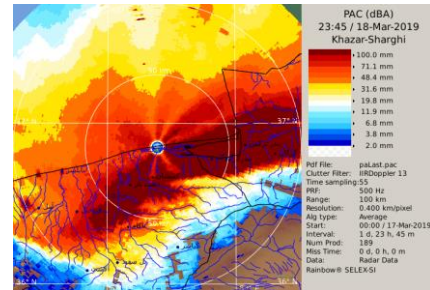 PAC (dBA)
23:45 / 18-Mar-2019
Khazar-Sharghi
100.0 mm
71.1 mm
48.4 mm
31.6 mm
19.8 mm
11.9 mm
6.8 mm
3.8 mm
2.0 mm
Pdf File: paLast.pac
Clutter Filter: IIRDoppler 13
Time sampling:55
PRF: 500 Hz
Range: 100 km
Resolution: 0.400 km/pixel
Alg type: Average
Start: 00:00 / 17-Mar-2019
Interval: 1 d, 23 h, 45 m
Num Prod: 189
Miss Time: 0 d, 0 h, 0 m
Data: Radar Data
Rainbow® SELEX-SI
37° N
36° N
36° N